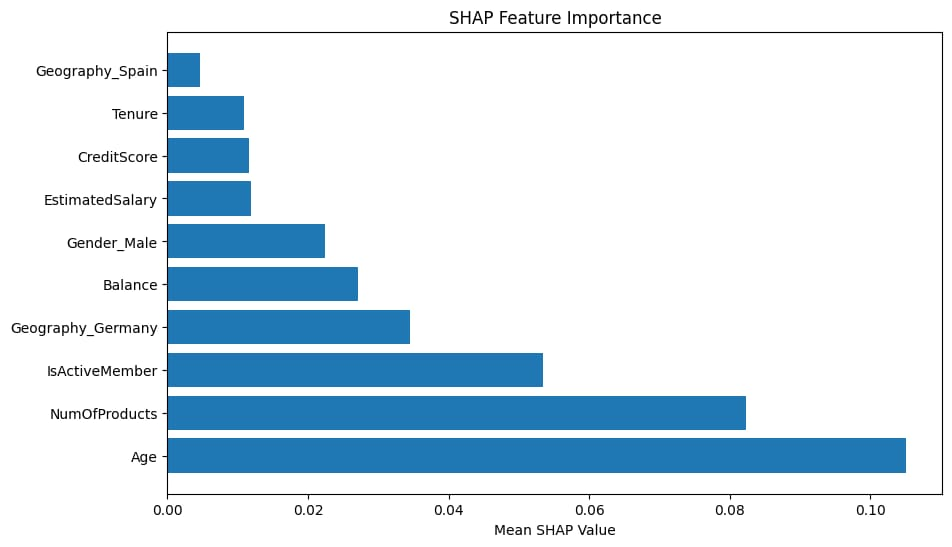 SHAP Feature Importance
Geography_Spain
Tenure
CreditScore
EstimatedSalary
Gender_Male
Balance
Geography_Germany
IsActiveMember
NumOfProducts
Age
0.00 0.02 0.04 0.06 0.08 0.10
Mean SHAP Value